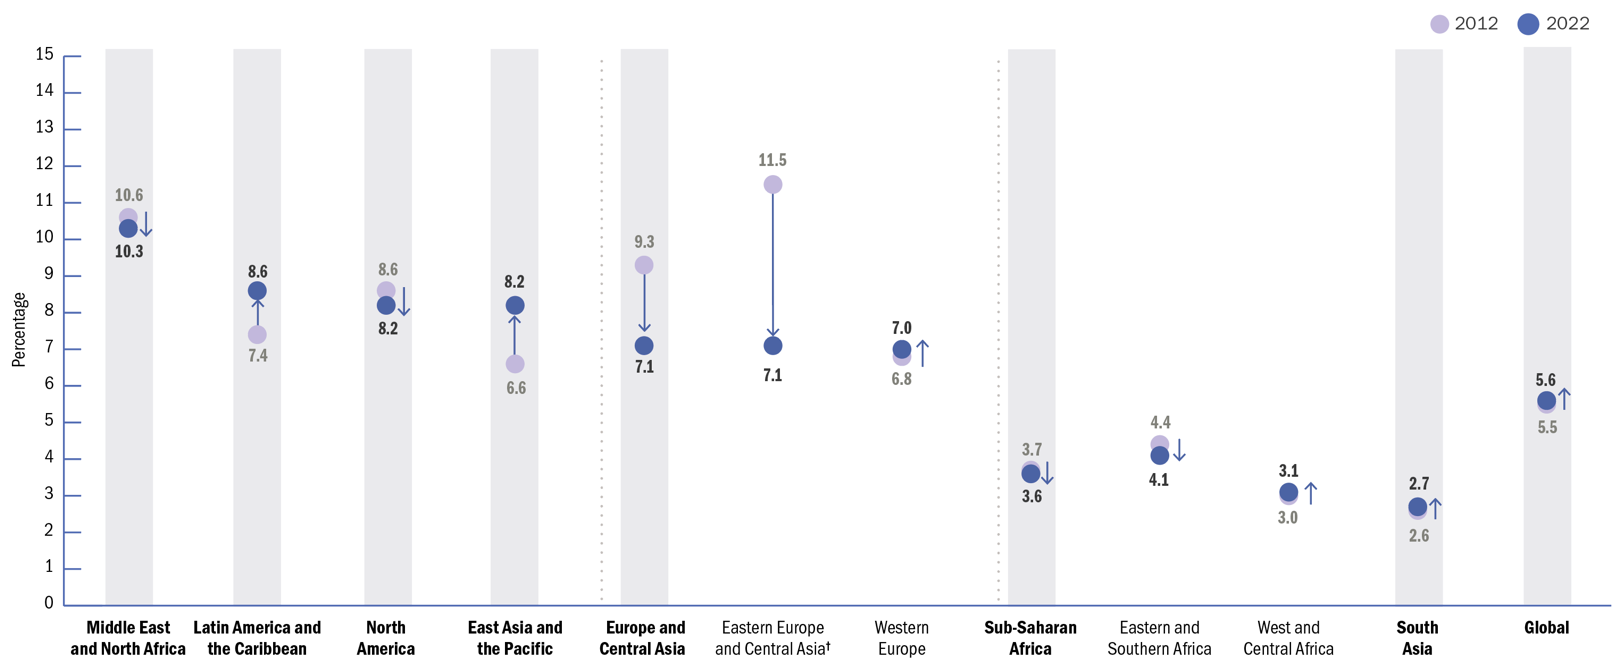 2012 2022
15
14
13
12
11
10
9
8
7
6
5
4
3
2
1
0
Percentage
10.6
10.3
8.6
7.4
8.6
8.2
8.2
6.6
9.3
7.1
11.5
7.1
7.0
6.8
3.7
3.6
4.4
4.1
3.1
3.0
2.7
2.6
5.6
5.5
Middle East
and North Africa
Latin America and
the Caribbean
North
America
East Asia and
the Pacific
Europe and
Central Asia
Eastern Europe
and Central Asia†
Western
Europe
Sub-Saharan
Africa
Eastern and
Southern Africa
West and
Central Africa
South
Asia
Global